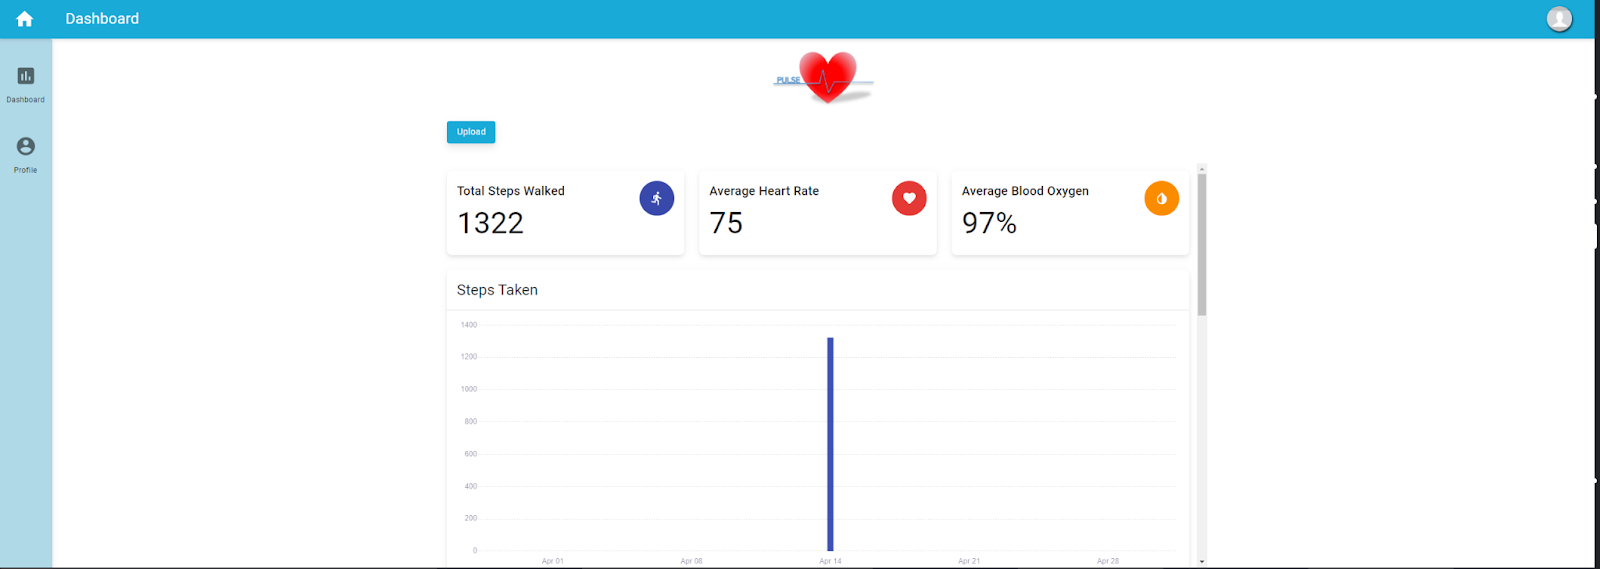 Dashboard
PULSE
Dashboard
Profile
Upload
Total Steps Walked
1322
Average Heart Rate
75
Average Blood Oxygen
97%
Steps Taken
1400
1200
1000
800
600
400
200
0
Apr 01 Apr 08 Apr 14 Apr 21 Apr 28